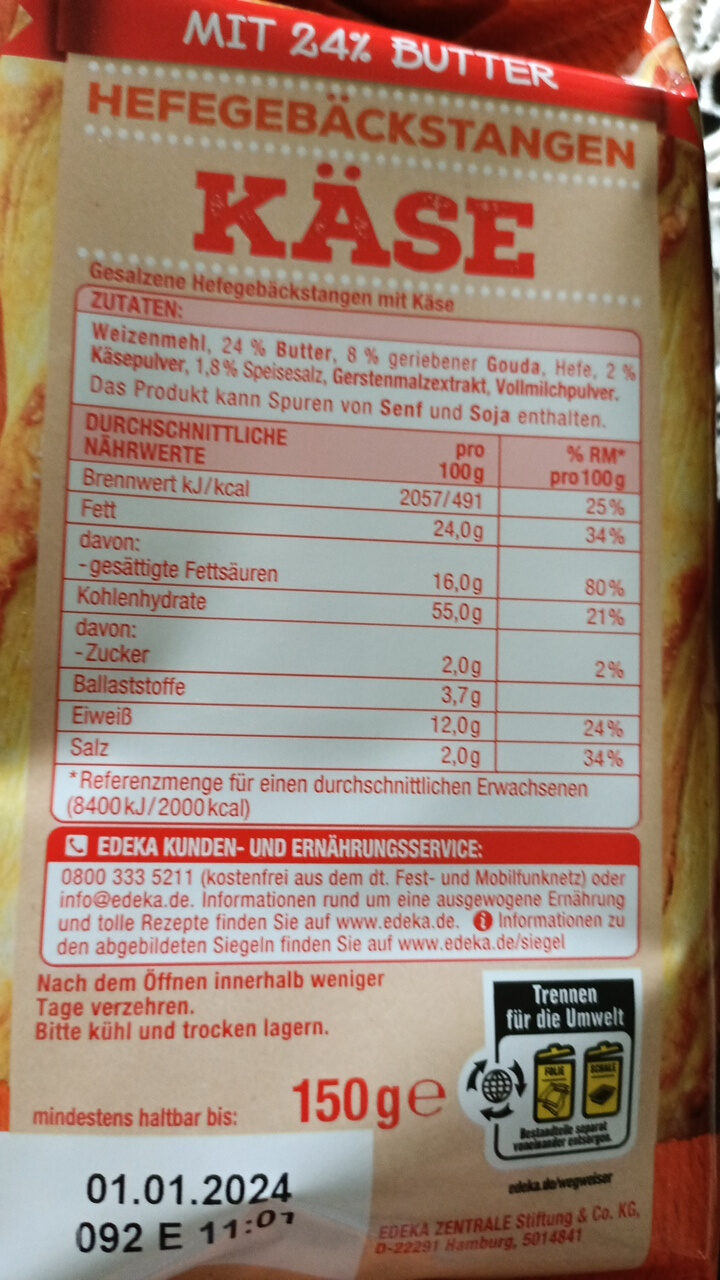 MIT 24% BUTTER
HEFEGEBÄCKSTANGEN
KÄSE
Gesalzene Hefegebäckstangen mit Käse
ZUTATEN:
Weizenmehl, 24 % Butter, 8 % geriebener Gouda, Hefe, 2 %
Käsepulver, 1,8% Speisesalz, Gerstenmalzextrakt, Vollmilchpulver.
Das Produkt kann Spuren von Senf und Soja enthalten.
DURCHSCHNITTLICHE
NÄHRWERTE pro 100g % RM* pro 100g
Brennwert kJ/kcal 2057/491 25%
Fett 24,0g 34%
davon:
- gesättigte Fettsäuren 16,0g 80%
Kohlenhydrate 55,0g 21%
davon:
- Zucker 2,0g 2%
Ballaststoffe 3,7g
Eiweiß 12,0g 24%
Salz 2,0g 34%
*Referenzmenge für einen durchschnittlichen Erwachsenen
(8400kJ/2000kcal)
EDEKA KUNDEN- UND ERNÄHRUNGSSERVICE:
0800 333 5211 (kostenfrei aus dem dt. Fest- und Mobilfunknetz) oder
info@edeka.de. Informationen rund um eine ausgewogene Ernährung
und tolle Rezepte finden Sie auf www.edeka.de. i Informationen zu
den abgebildeten Siegeln finden Sie auf www.edeka.de/siegel
Nach dem Öffnen innerhalb weniger
Tage verzehren.
Bitte kühl und trocken lagern.
Trennen
für die Umwelt
FOLIE SCHALE
Bestandteile separat
voneinander entsorgen.
edeka.de/wegweiser
150g e
mindestens haltbar bis:
01.01.2024
092 E 11:01
EDEKA ZENTRALE Stiftung & Co. KG,
D-22291 Hamburg, 5014841